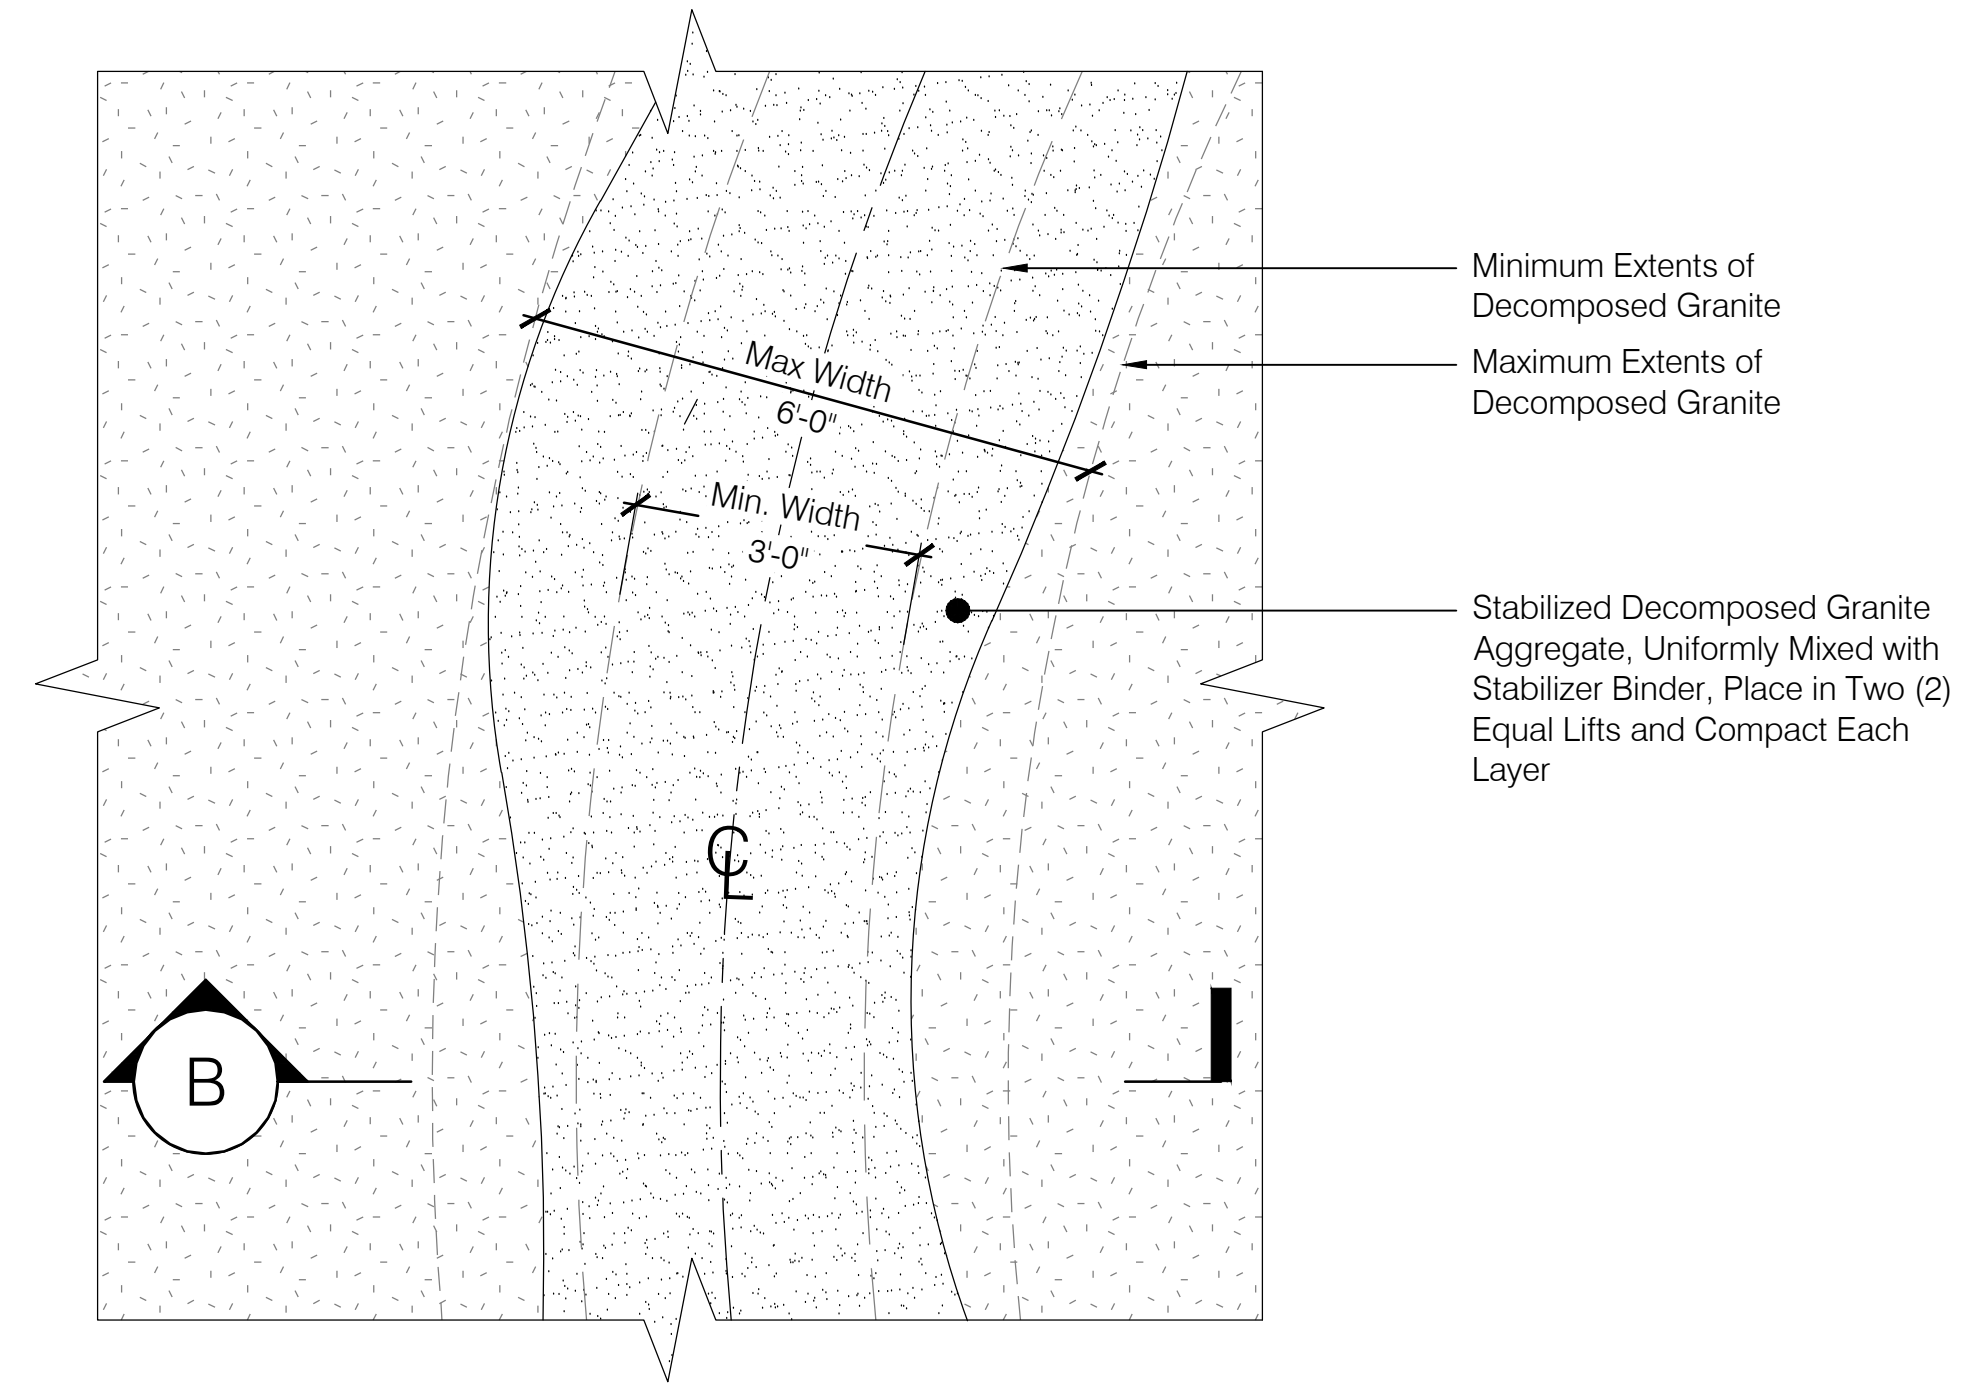 Minimum Extents of
Decomposed Granite
Max Width
6'-0"
Maximum Extents of
Decomposed Granite
Min. Width
3'-0"
Stabilized Decomposed Granite
Aggregate, Uniformly Mixed with
Stabilizer Binder, Place in Two (2)
Equal Lifts and Compact Each
Layer
CL
B